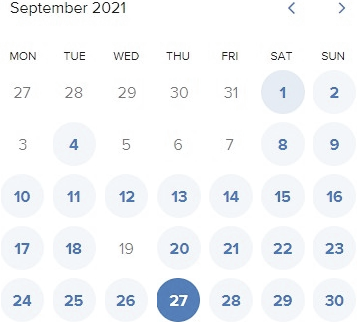 September 2021
MON TUE WED THU FRI SAT SUN
27 28 29 30 31 1 2
3 4 5 6 7 8 9
10 11 12 13 14 15 16
17 18 19 20 21 22 23
24 25 26 27 28 29 30